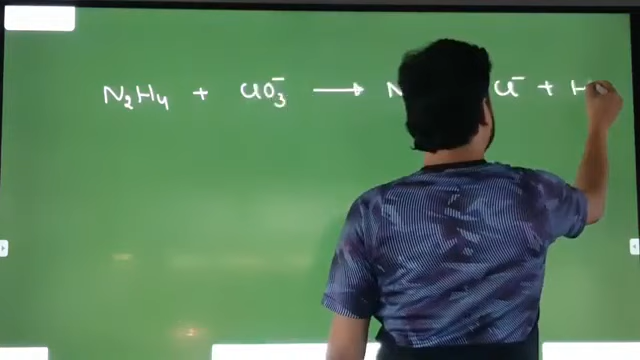 N₂H₄ + ClO₃⁻ ⟶ N Cl⁻ + H